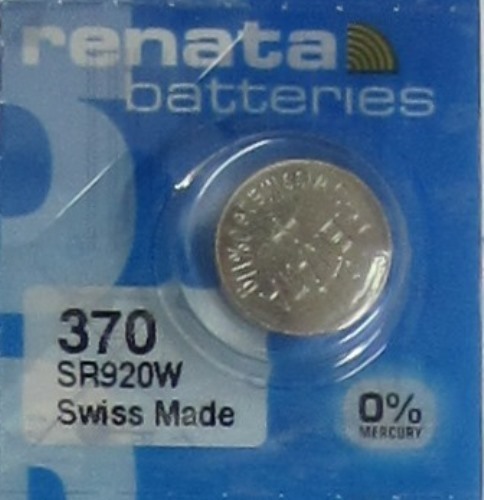 renata
batteries
370
SR920W
Swiss Made
0%
MERCURY